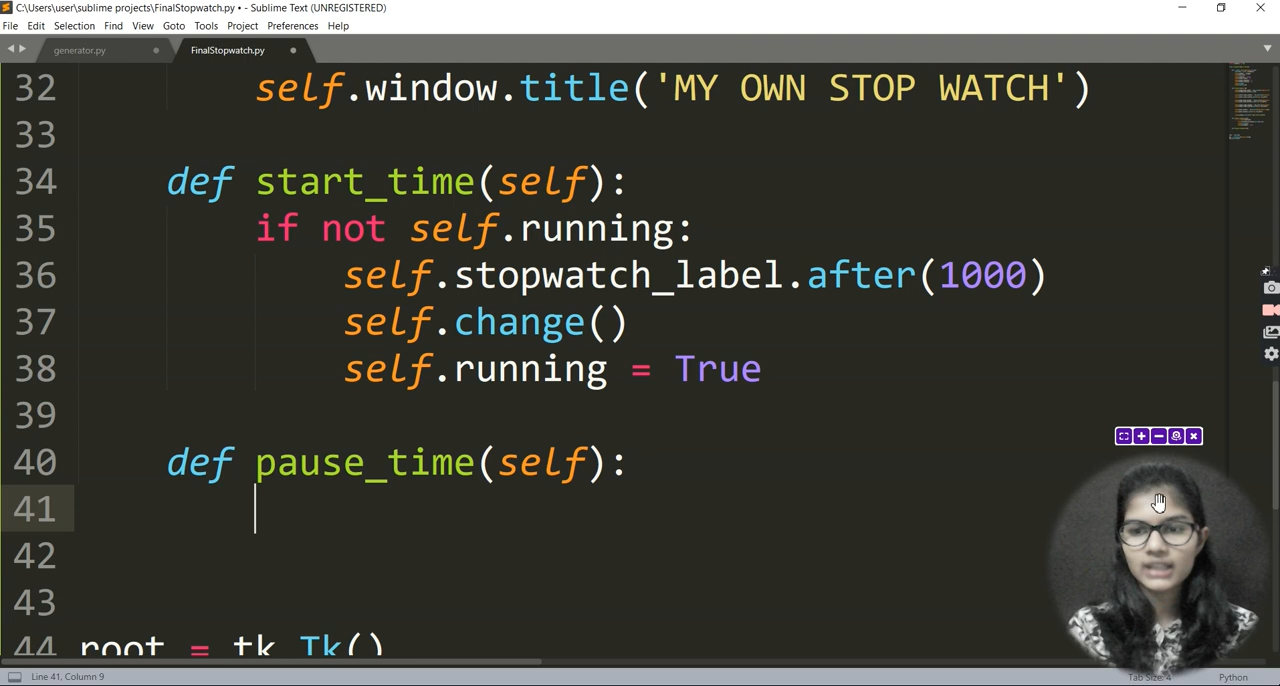 C:\Users\user\sublime projects\FinalStopwatch.py • - Sublime Text (UNREGISTERED)
File Edit Selection Find View Goto Tools Project Preferences Help
generator.py FinalStopwatch.py
32 self.window.title('MY OWN STOP WATCH')
33
34 def start_time(self):
35 if not self.running:
36 self.stopwatch_label.after(1000)
37 self.change()
38 self.running = True
39
40 def pause_time(self):
41
42
43
44 root = tk.Tk()
Line 41, Column 9 Tab Size: 4 Python